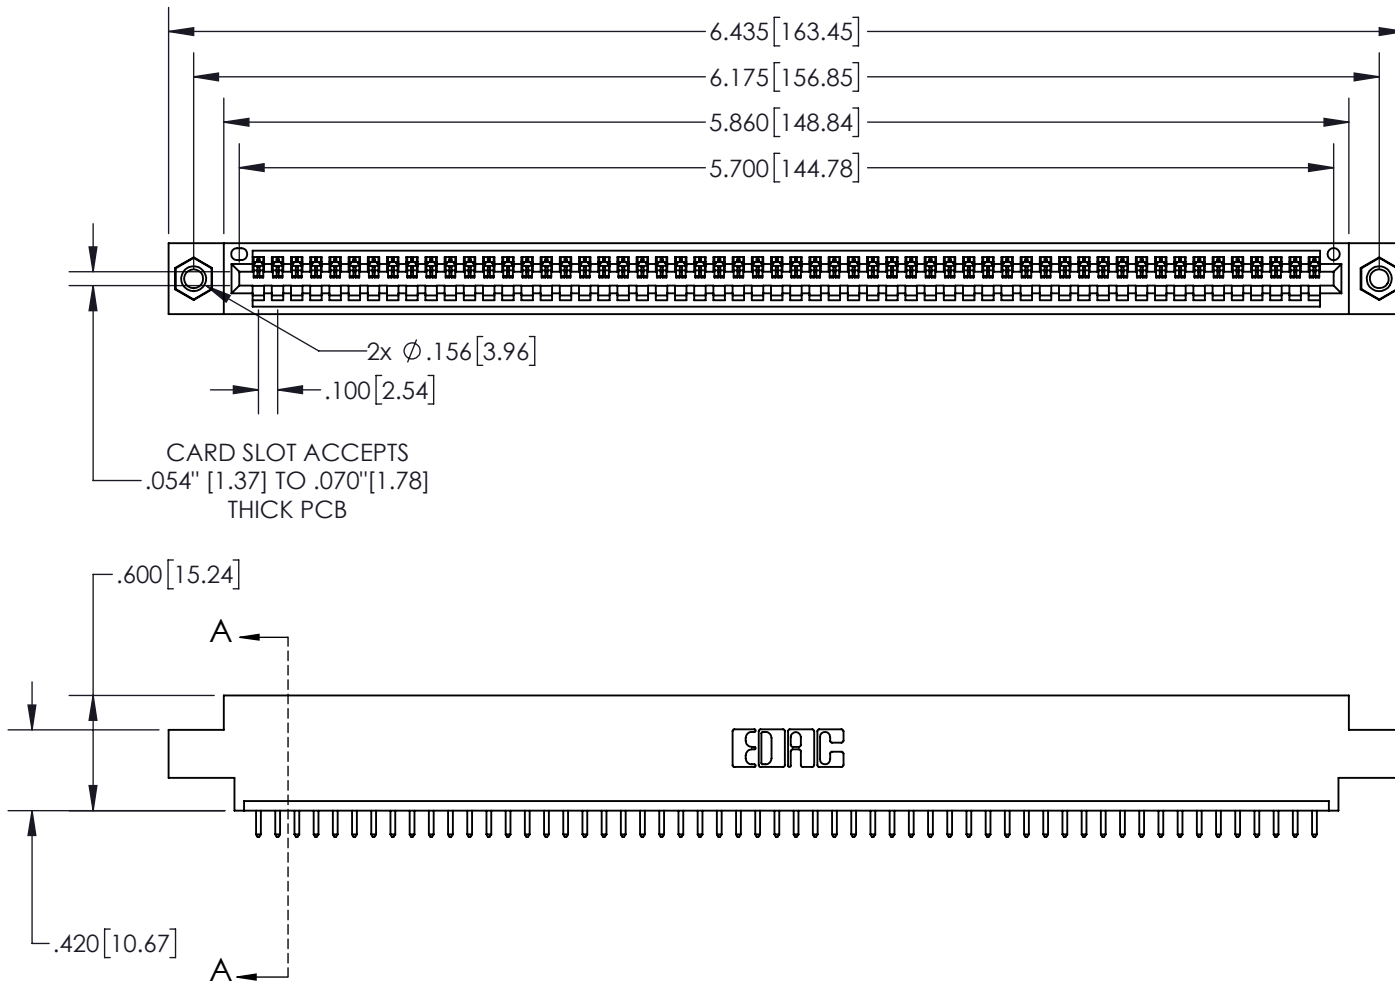 6.435[163.45]
6.175[156.85]
5.860[148.84]
5.700[144.78]
2x ∅.156[3.96]
.100[2.54]
CARD SLOT ACCEPTS
.054" [1.37] TO .070"[1.78]
THICK PCB
.600[15.24]
A
EDAC
.420[10.67]
A